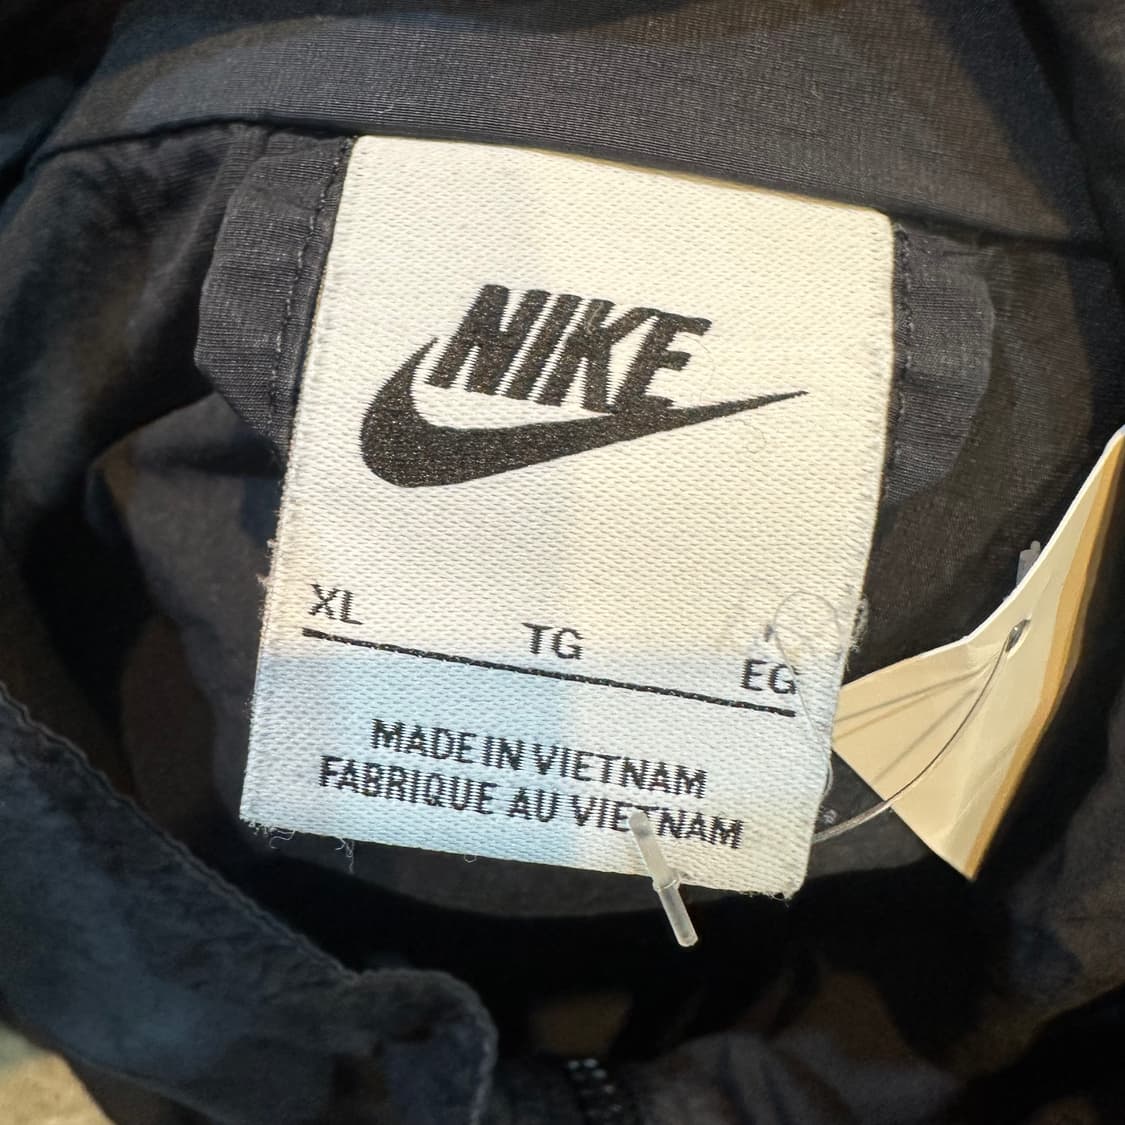 NIKE
XL TG EG
MADE IN VIETNAM
FABRIQUE AU VIETNAM